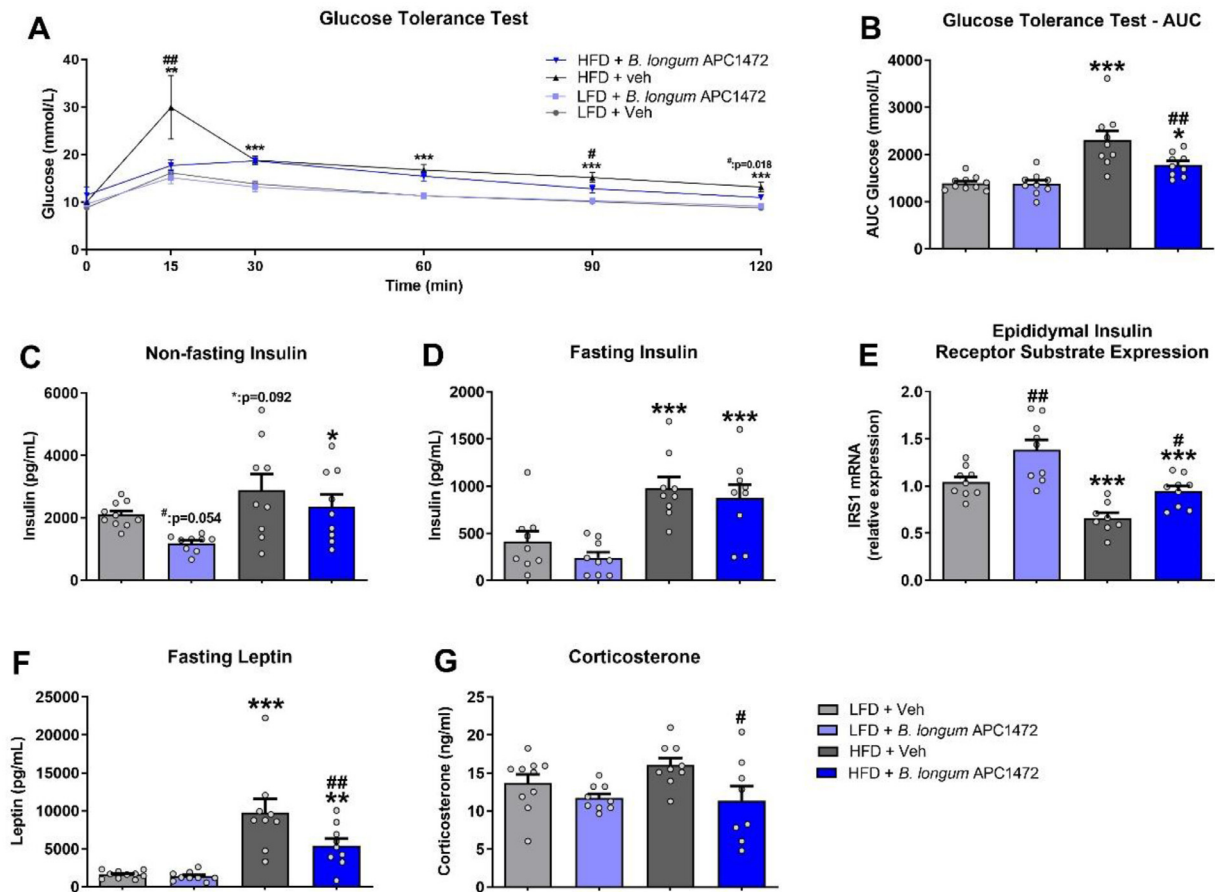 A
Glucose Tolerance Test
Glucose (mmol/L)
40
30
20
10
0
##
**
***
***
#
***
#:p=0.018
***
HFD + B. longum APC1472
HFD + veh
LFD + B. longum APC1472
LFD + Veh
0 15 30 60 90 120
Time (min)
B
Glucose Tolerance Test - AUC
AUC Glucose (mmol/L)
4000
3000
2000
1000
0
***
##
*
C
Non-fasting Insulin
Insulin (pg/mL)
6000
4000
2000
0
#:p=0.054
*:p=0.092
*
D
Fasting Insulin
Insulin (pg/mL)
2000
1500
1000
500
0
***
***
E
Epididymal Insulin
Receptor Substrate Expression
IRS1 mRNA
(relative expression)
2.0
1.5
1.0
0.5
0.0
##
***
#
***
F
Fasting Leptin
Leptin (pg/mL)
25000
20000
15000
10000
5000
0
***
##
**
G
Corticosterone
Corticosterone (ng/ml)
25
20
15
10
5
0
#
LFD + Veh
LFD + B. longum APC1472
HFD + Veh
HFD + B. longum APC1472